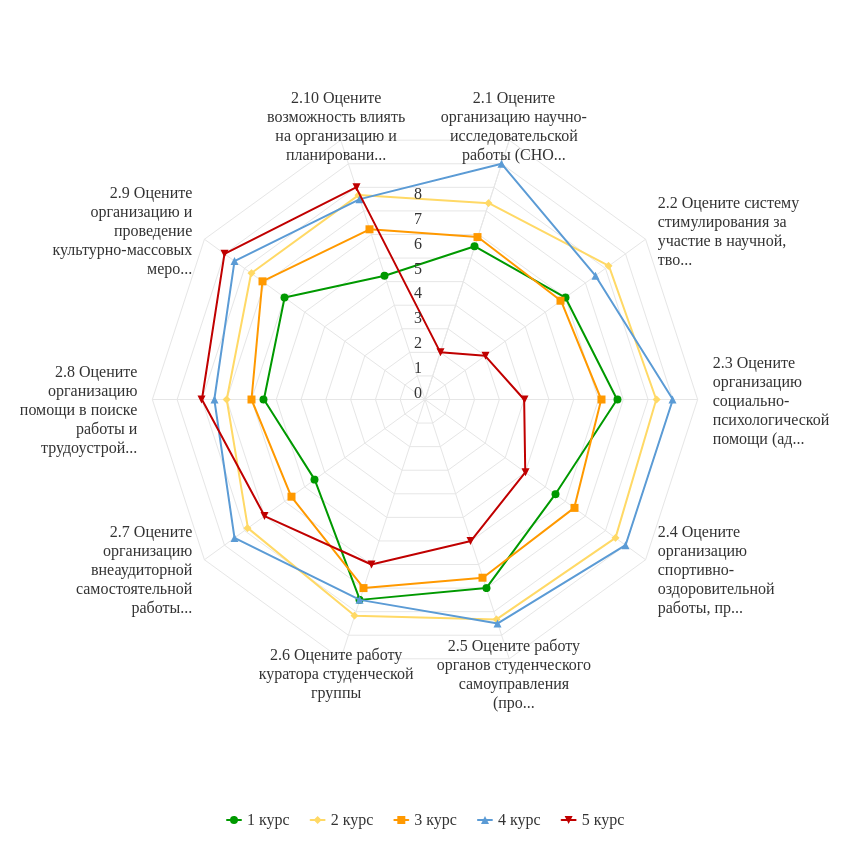 2.10 Оцените
возможность влиять
на организацию и
планировани...
2.1 Оцените
организацию научно-
исследовательской
работы (СНО...
2.9 Оцените
организацию и
проведение
культурно-массовых
меро...
2.2 Оцените систему
стимулирования за
участие в научной,
тво...
8
7
6
5
4
3
2
1
0
2.8 Оцените
организацию
помощи в поиске
работы и
трудоустрой...
2.3 Оцените
организацию
социально-
психологической
помощи (ад...
2.7 Оцените
организацию
внеаудиторной
самостоятельной
работы...
2.4 Оцените
организацию
спортивно-
оздоровительной
работы, пр...
2.6 Оцените работу
куратора студенческой
группы
2.5 Оцените работу
органов студенческого
самоуправления
(про...
1 курс 2 курс 3 курс 4 курс 5 курс